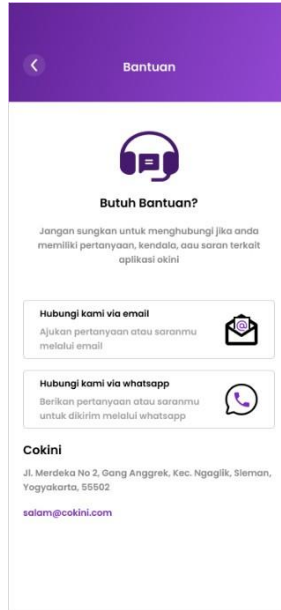 Bantuan
Butuh Bantuan?
Jangan sungkan untuk menghubungi jika anda
memiliki pertanyaan, kendala, aau saran terkait
aplikasi okini
Hubungi kami via email
Ajukan pertanyaan atau saranmu
melalui email
Hubungi kami via whatsapp
Berikan pertanyaan atau saranmu
untuk dikirim melalui whatsapp
Cokini
Jl. Merdeka No 2, Gang Anggrek, Kec. Ngaglik, Sleman,
Yogyakarta, 55502
salam@cokini.com